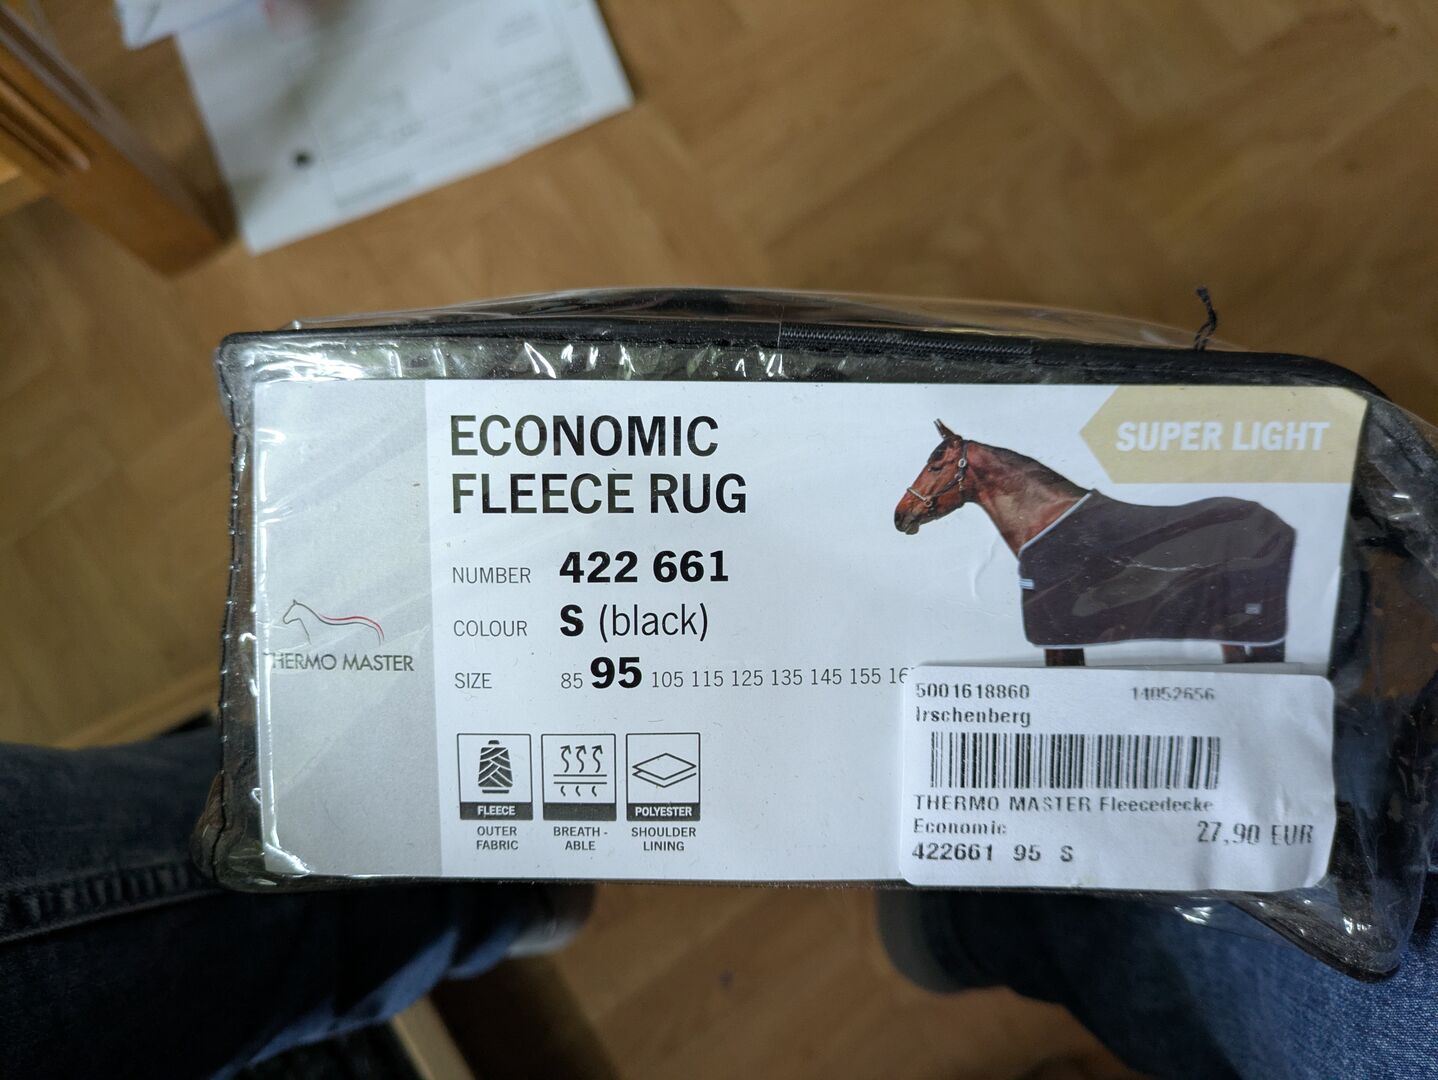 ECONOMIC
FLEECE RUG
SUPER LIGHT
NUMBER 422 661
COLOUR S (black)
SIZE 85 95 105 115 125 135 145 155
THERMO MASTER
FLEECE
OUTER
FABRIC
BREATH-
ABLE
POLYESTER
SHOULDER
LINING
5001618860 14052656
Irschenberg
THERMO MASTER Fleecedecke
Economic 27,90 EUR
422661 95 S